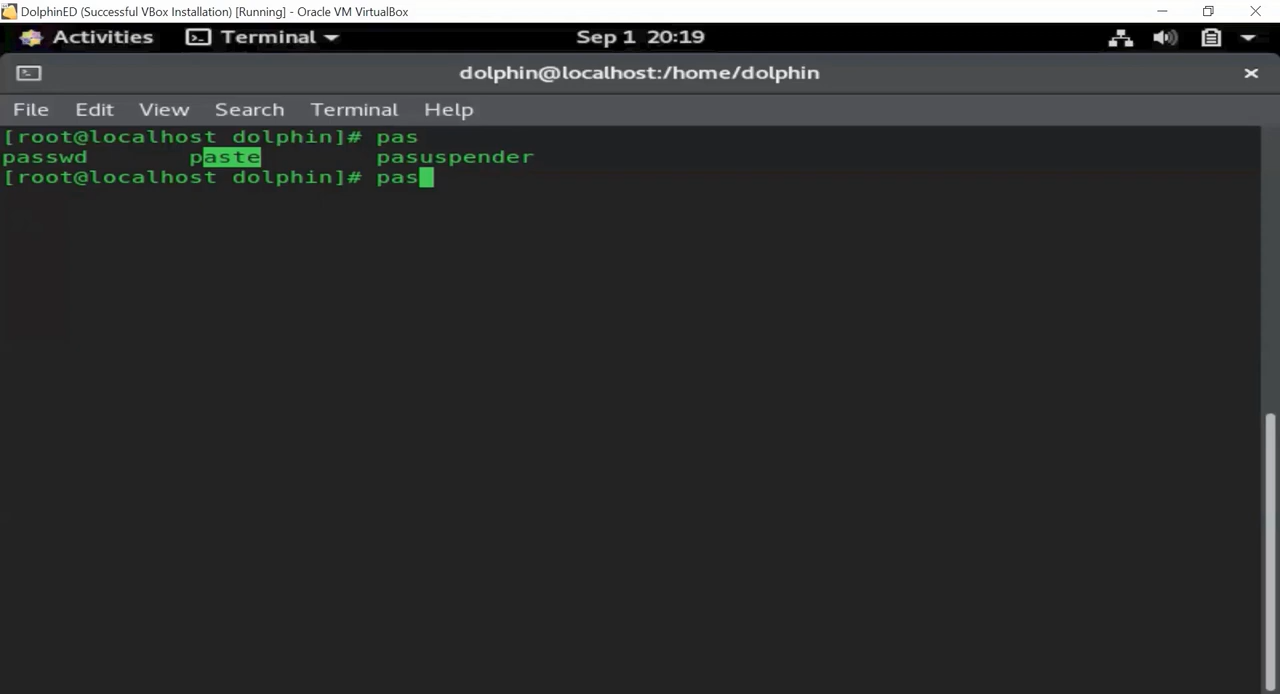 DolphinED (Successful VBox Installation) [Running] - Oracle VM VirtualBox
Activities Terminal Sep 1 20:19
dolphin@localhost:/home/dolphin
File Edit View Search Terminal Help
[root@localhost dolphin]# pas
passwd paste pasuspender
[root@localhost dolphin]# pas